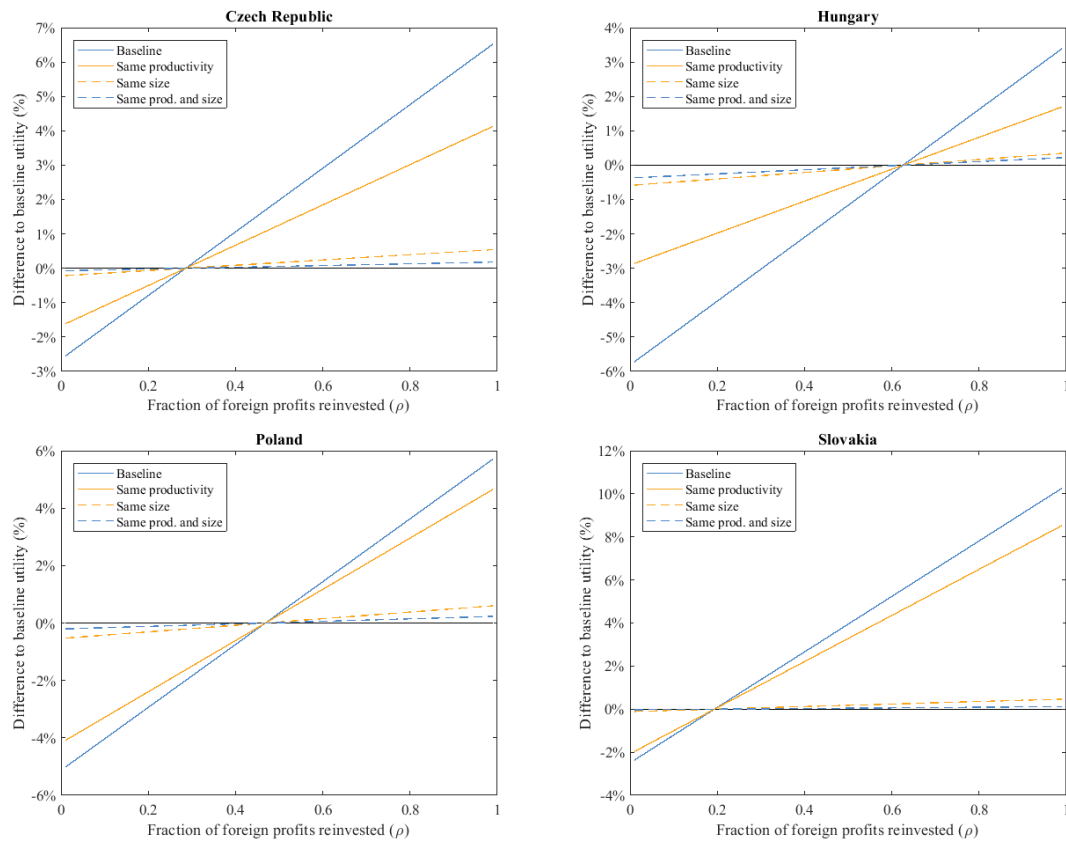 Czech Republic
7%
6%
5%
4%
3%
2%
1%
0%
-1%
-2%
-3%
Difference to baseline utility (%)
Baseline
Same productivity
Same size
Same prod. and size
0
0.2
0.4
0.6
0.8
1
Fraction of foreign profits reinvested (ρ)
Hungary
4%
3%
2%
1%
0%
-1%
-2%
-3%
-4%
-5%
-6%
Difference to baseline utility (%)
Baseline
Same productivity
Same size
Same prod. and size
0
0.2
0.4
0.6
0.8
1
Fraction of foreign profits reinvested (ρ)
Poland
6%
4%
2%
0%
-2%
-4%
-6%
Difference to baseline utility (%)
Baseline
Same productivity
Same size
Same prod. and size
0
0.2
0.4
0.6
0.8
1
Fraction of foreign profits reinvested (ρ)
Slovakia
12%
10%
8%
6%
4%
2%
0%
-2%
-4%
Difference to baseline utility (%)
Baseline
Same productivity
Same size
Same prod. and size
0
0.2
0.4
0.6
0.8
1
Fraction of foreign profits reinvested (ρ)